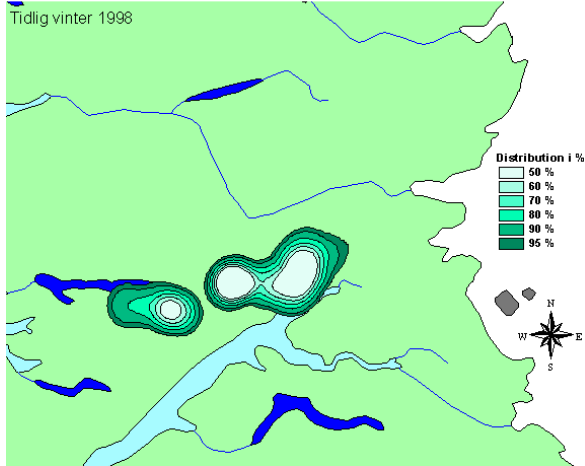 Tidlig vinter 1998
Distribution i %
50 %
60 %
70 %
80 %
90 %
95 %
N
W E
S